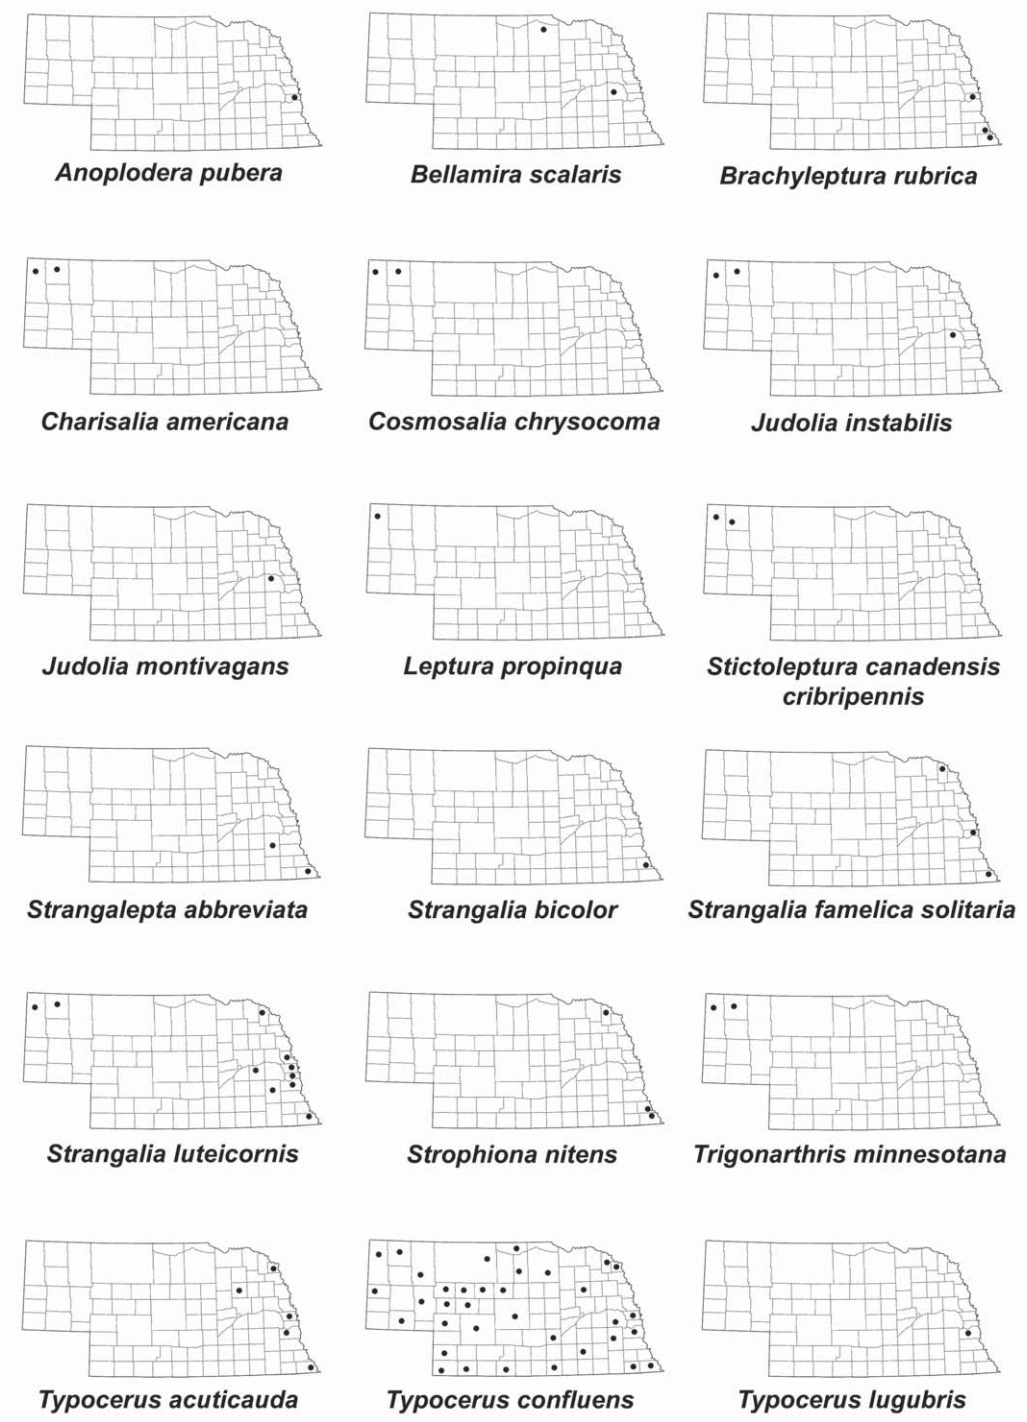 Anoplodera pubera
Bellamira scalaris
Brachyleptura rubrica
Charisalia americana
Cosmosalia chrysocoma
Judolia instabilis
Judolia montivagans
Leptura propinqua
Stictoleptura canadensis
cribripennis
Strangalepta abbreviata
Strangalia bicolor
Strangalia famelica solitaria
Strangalia luteicornis
Strophiona nitens
Trigonarthris minnesotana
Typocerus acuticauda
Typocerus confluens
Typocerus lugubris